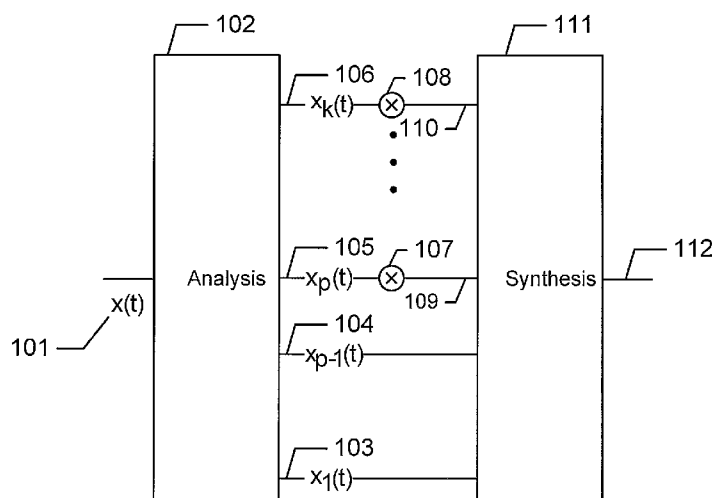 102
111
106
108
xk(t)
110
105
107
112
Analysis
xp(t)
Synthesis
x(t)
109
104
101
xp-1(t)
103
x1(t)